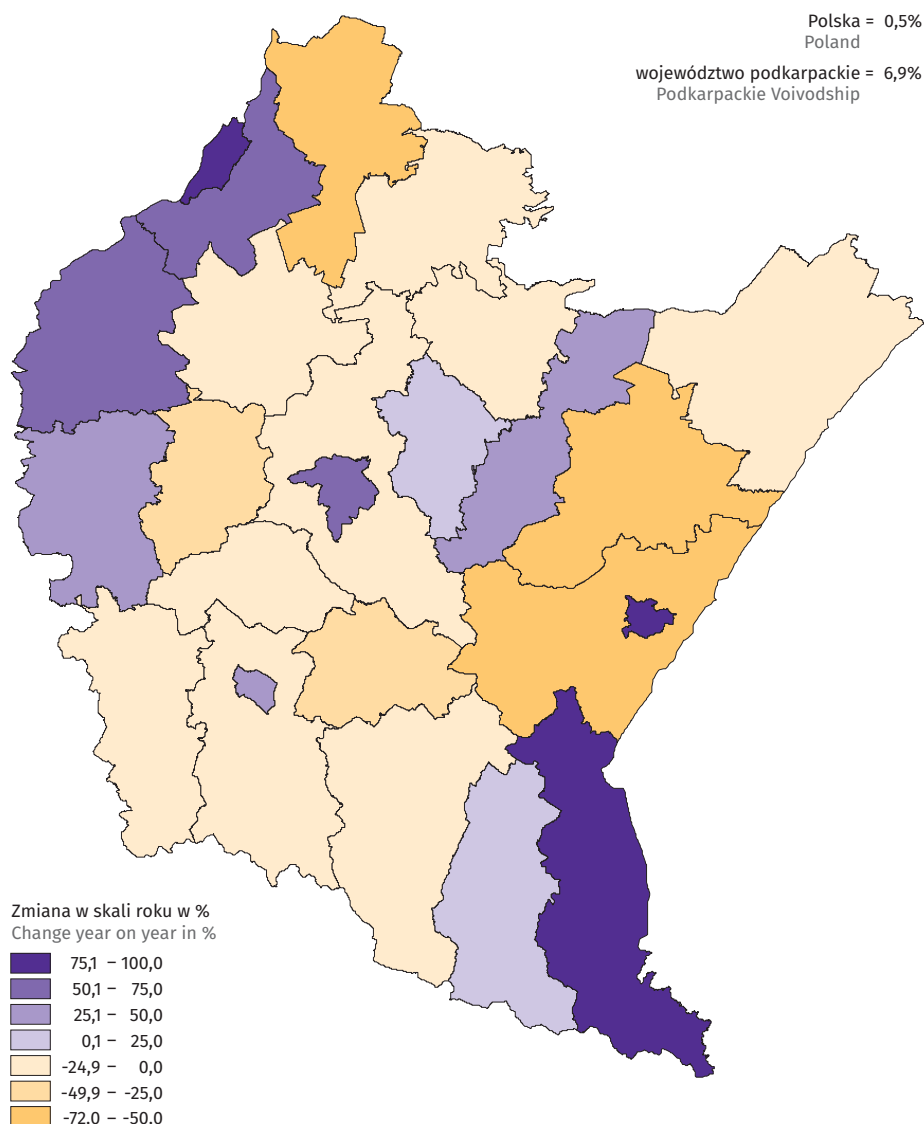 Polska = 0,5%
Poland
województwo podkarpackie = 6,9%
Podkarpackie Voivodship
Zmiana w skali roku w %
Change year on year in %
75,1 – 100,0
50,1 – 75,0
25,1 – 50,0
0,1 – 25,0
-24,9 – 0,0
-49,9 – -25,0
-72,0 – -50,0